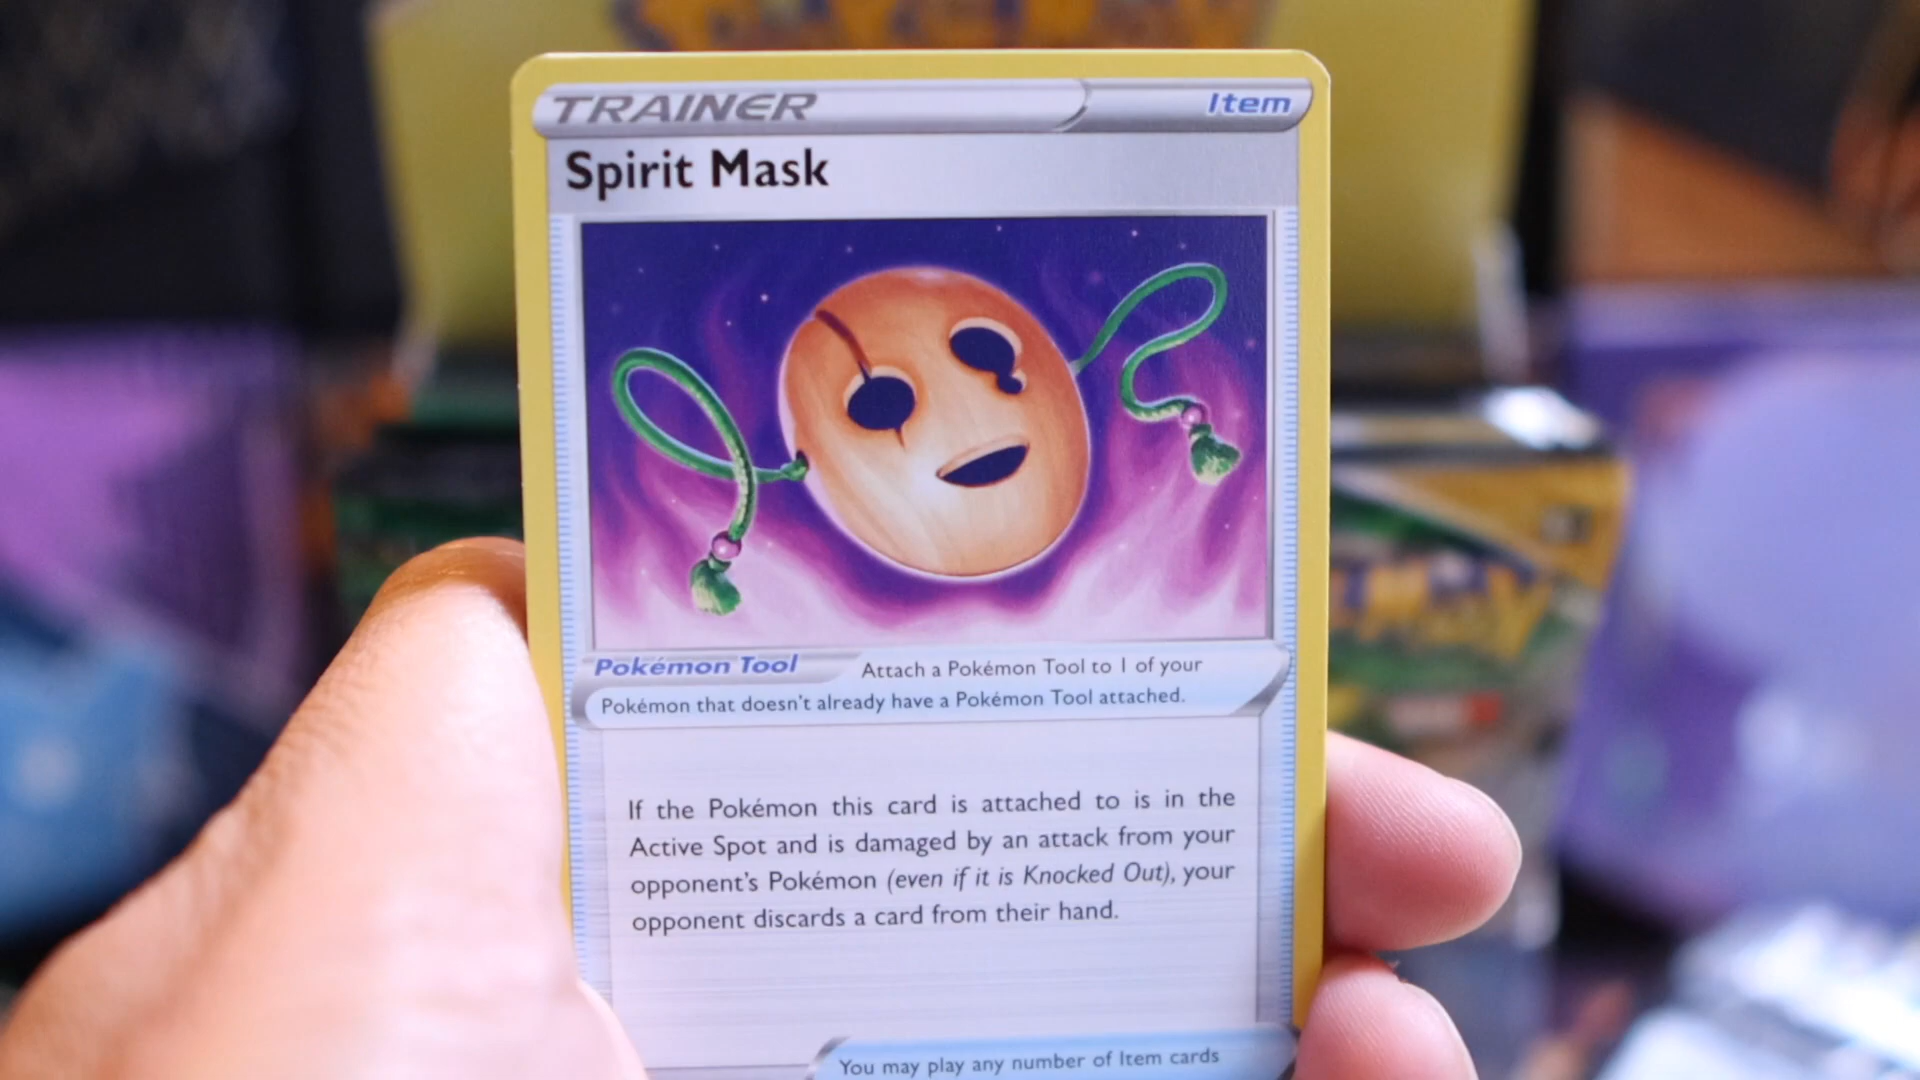 TRAINER
Item
Spirit Mask
Pokémon Tool Attach a Pokémon Tool to 1 of your
Pokémon that doesn't already have a Pokémon Tool attached.
If the Pokémon this card is attached to is in the
Active Spot and is damaged by an attack from your
opponent's Pokémon (even if it is Knocked Out), your
opponent discards a card from their hand.
You may play any number of Item cards